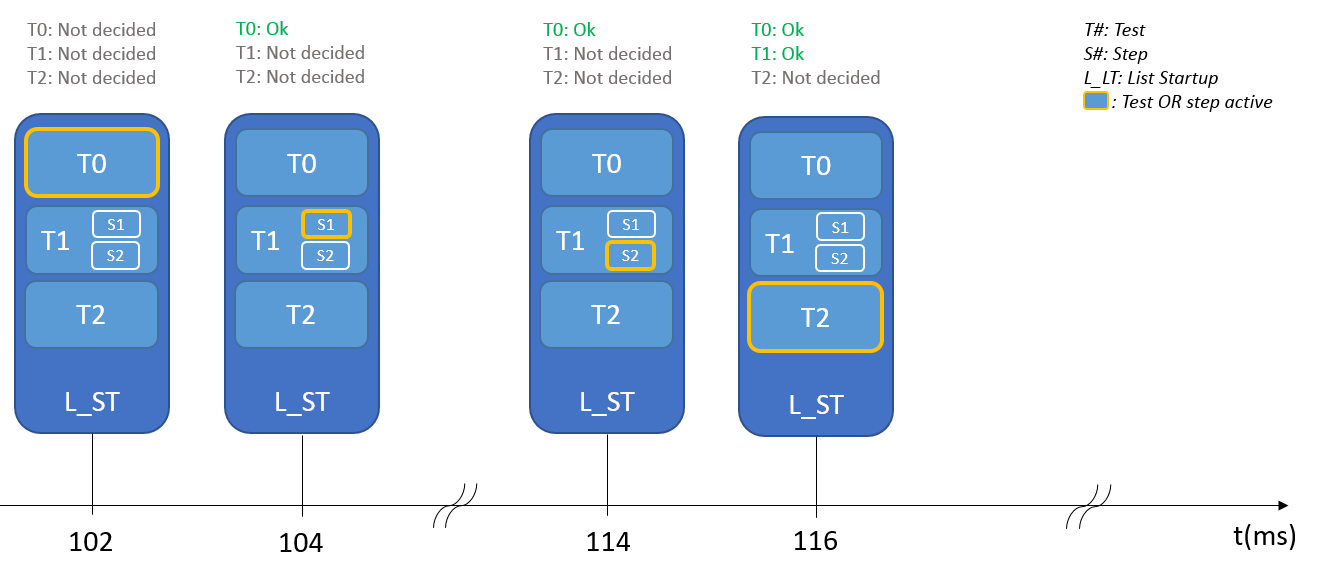 T0: Not decided
T1: Not decided
T2: Not decided
T0: Ok
T1: Not decided
T2: Not decided
T0: Ok
T1: Not decided
T2: Not decided
T0: Ok
T1: Ok
T2: Not decided
T#: Test
S#: Step
L_LT: List Startup
: Test OR step active
T0
T1
S1
S2
T2
L_ST
T0
T1
S1
S2
T2
L_ST
T0
T1
S1
S2
T2
L_ST
T0
T1
S1
S2
T2
L_ST
102
104
114
116
t(ms)